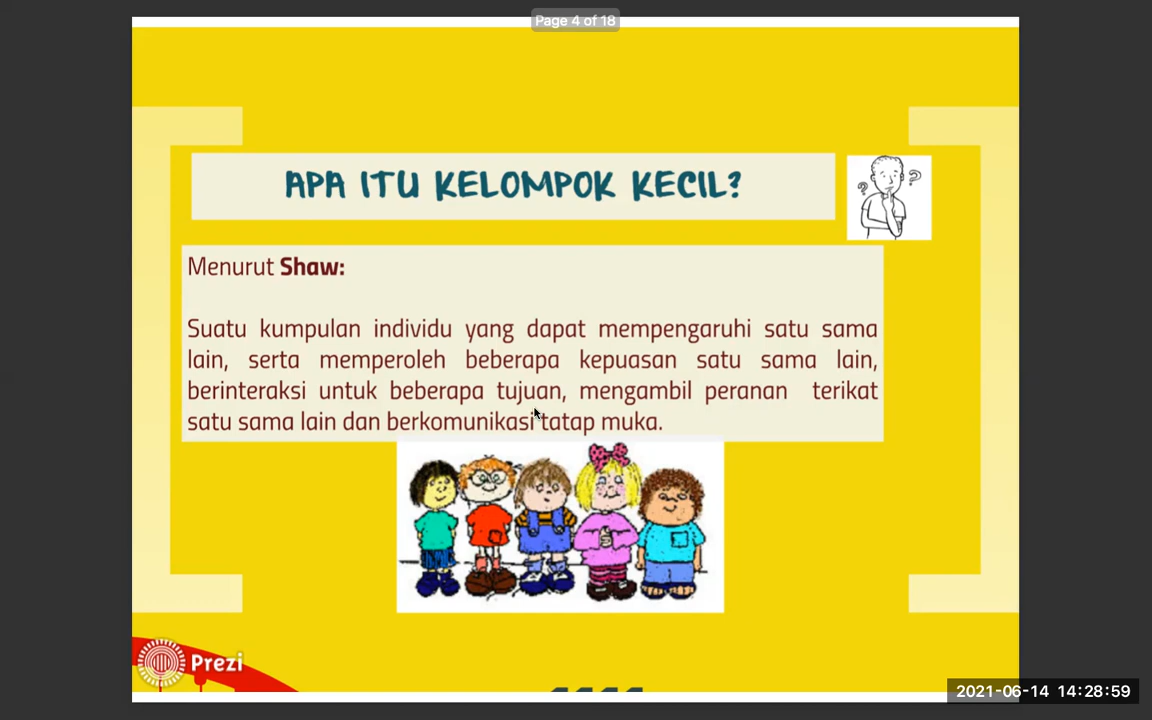 Page 4 of 18
APA ITU KELOMPOK KECIL?
Menurut Shaw:
Suatu kumpulan individu yang dapat mempengaruhi satu sama
lain, serta memperoleh beberapa kepuasan satu sama lain,
berinteraksi untuk beberapa tujuan, mengambil peranan terikat
satu sama lain dan berkomunikasi tatap muka.
Prezi
2021-06-14 14:28:59